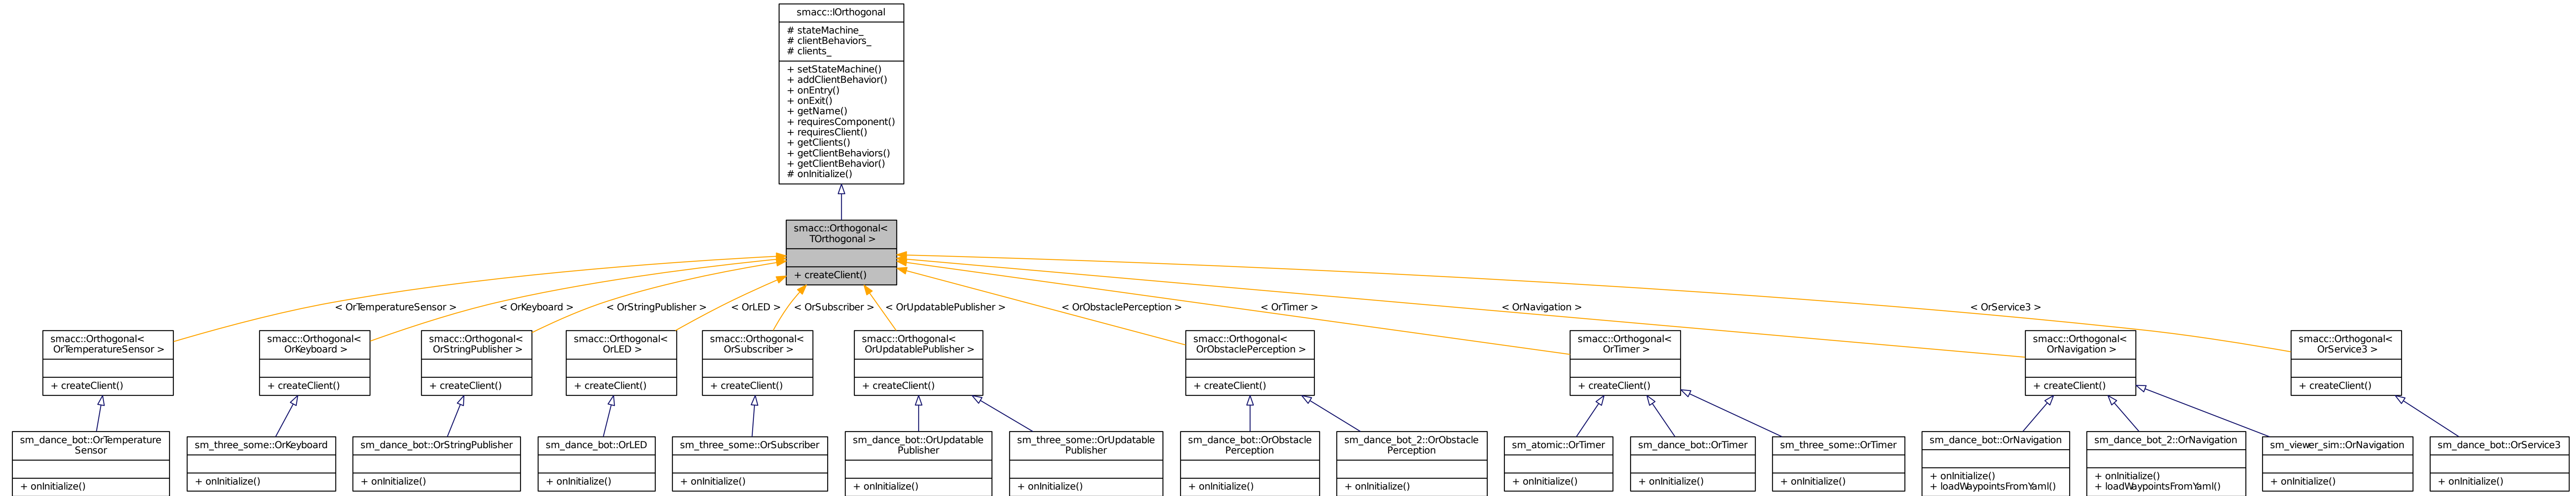 smacc::IOrthogonal
# stateMachine_
# clientBehaviors_
# clients_
+ setStateMachine()
+ addClientBehavior()
+ onEntry()
+ onExit()
+ getName()
+ requiresComponent()
+ requiresClient()
+ getClients()
+ getClientBehaviors()
+ getClientBehavior()
# onInitialize()
smacc::Orthogonal<
TOrthogonal >
+ createClient()
< OrTemperatureSensor >
< OrKeyboard >
< OrStringPublisher >
< OrLED >
< OrSubscriber >
< OrUpdatablePublisher >
< OrObstaclePerception >
< OrTimer >
< OrNavigation >
< OrService3 >
smacc::Orthogonal<
OrTemperatureSensor >
+ createClient()
smacc::Orthogonal<
OrKeyboard >
+ createClient()
smacc::Orthogonal<
OrStringPublisher >
+ createClient()
smacc::Orthogonal<
OrLED >
+ createClient()
smacc::Orthogonal<
OrSubscriber >
+ createClient()
smacc::Orthogonal<
OrUpdatablePublisher >
+ createClient()
smacc::Orthogonal<
OrObstaclePerception >
+ createClient()
smacc::Orthogonal<
OrTimer >
+ createClient()
smacc::Orthogonal<
OrNavigation >
+ createClient()
smacc::Orthogonal<
OrService3 >
+ createClient()
sm_dance_bot::OrTemperature
Sensor
+ onInitialize()
sm_three_some::OrKeyboard
+ onInitialize()
sm_dance_bot::OrStringPublisher
+ onInitialize()
sm_dance_bot::OrLED
+ onInitialize()
sm_three_some::OrSubscriber
+ onInitialize()
sm_dance_bot::OrUpdatable
Publisher
+ onInitialize()
sm_three_some::OrUpdatable
Publisher
+ onInitialize()
sm_dance_bot::OrObstacle
Perception
+ onInitialize()
sm_dance_bot_2::OrObstacle
Perception
+ onInitialize()
sm_atomic::OrTimer
+ onInitialize()
sm_dance_bot::OrTimer
+ onInitialize()
sm_three_some::OrTimer
+ onInitialize()
sm_dance_bot::OrNavigation
+ onInitialize()
+ loadWaypointsFromYaml()
sm_dance_bot_2::OrNavigation
+ onInitialize()
+ loadWaypointsFromYaml()
sm_viewer_sim::OrNavigation
+ onInitialize()
sm_dance_bot::OrService3
+ onInitialize()